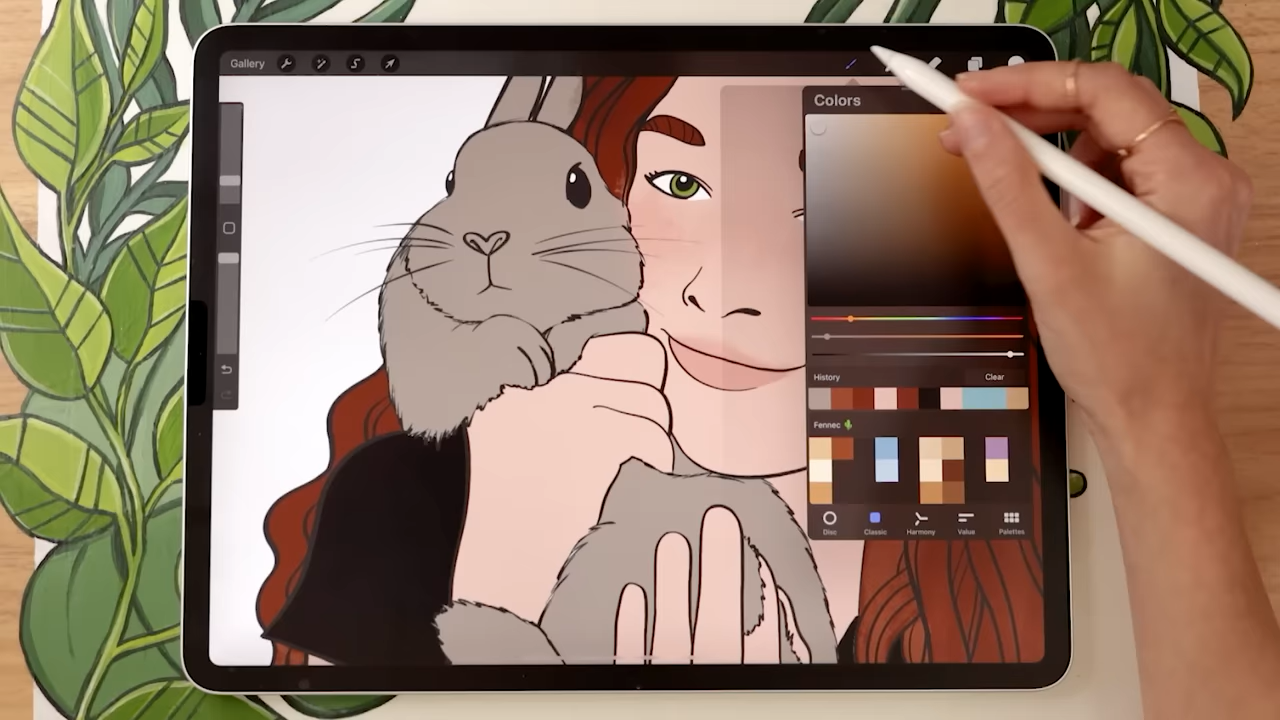 Gallery
Colors
History
Clear
Fennec
Disc
Classic
Harmony
Value
Palettes